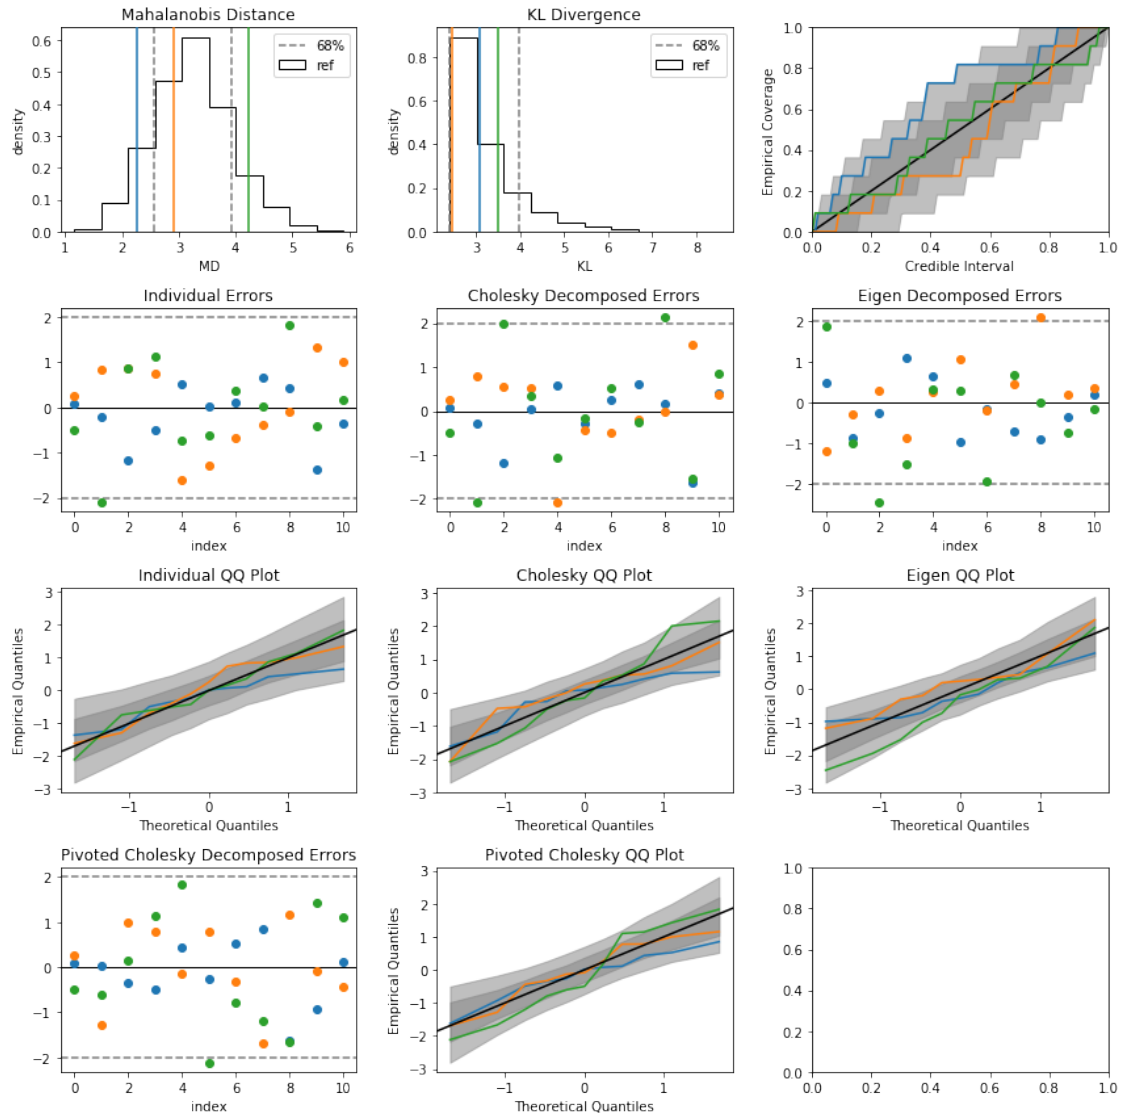 Mahalanobis Distance
0.6
0.5
0.4
0.3
0.2
0.1
0.0
density
68%
ref
1 2 3 4 5 6
MD
KL Divergence
0.8
0.6
0.4
0.2
0.0
density
68%
ref
3 4 5 6 7 8
KL
1.0
0.8
0.6
0.4
0.2
0.0
Empirical Coverage
0.0 0.2 0.4 0.6 0.8 1.0
Credible Interval
Individual Errors
2
1
0
−1
−2
0 2 4 6 8 10
index
Cholesky Decomposed Errors
2
1
0
−1
−2
0 2 4 6 8 10
index
Eigen Decomposed Errors
2
1
0
−1
−2
0 2 4 6 8 10
index
Individual QQ Plot
3
2
1
0
−1
−2
−3
Empirical Quantiles
−1 0 1
Theoretical Quantiles
Cholesky QQ Plot
3
2
1
0
−1
−2
−3
Empirical Quantiles
−1 0 1
Theoretical Quantiles
Eigen QQ Plot
3
2
1
0
−1
−2
−3
Empirical Quantiles
−1 0 1
Theoretical Quantiles
Pivoted Cholesky Decomposed Errors
2
1
0
−1
−2
0 2 4 6 8 10
index
Pivoted Cholesky QQ Plot
3
2
1
0
−1
−2
−3
Empirical Quantiles
−1 0 1
Theoretical Quantiles
1.0
0.8
0.6
0.4
0.2
0.0
0.0 0.2 0.4 0.6 0.8 1.0